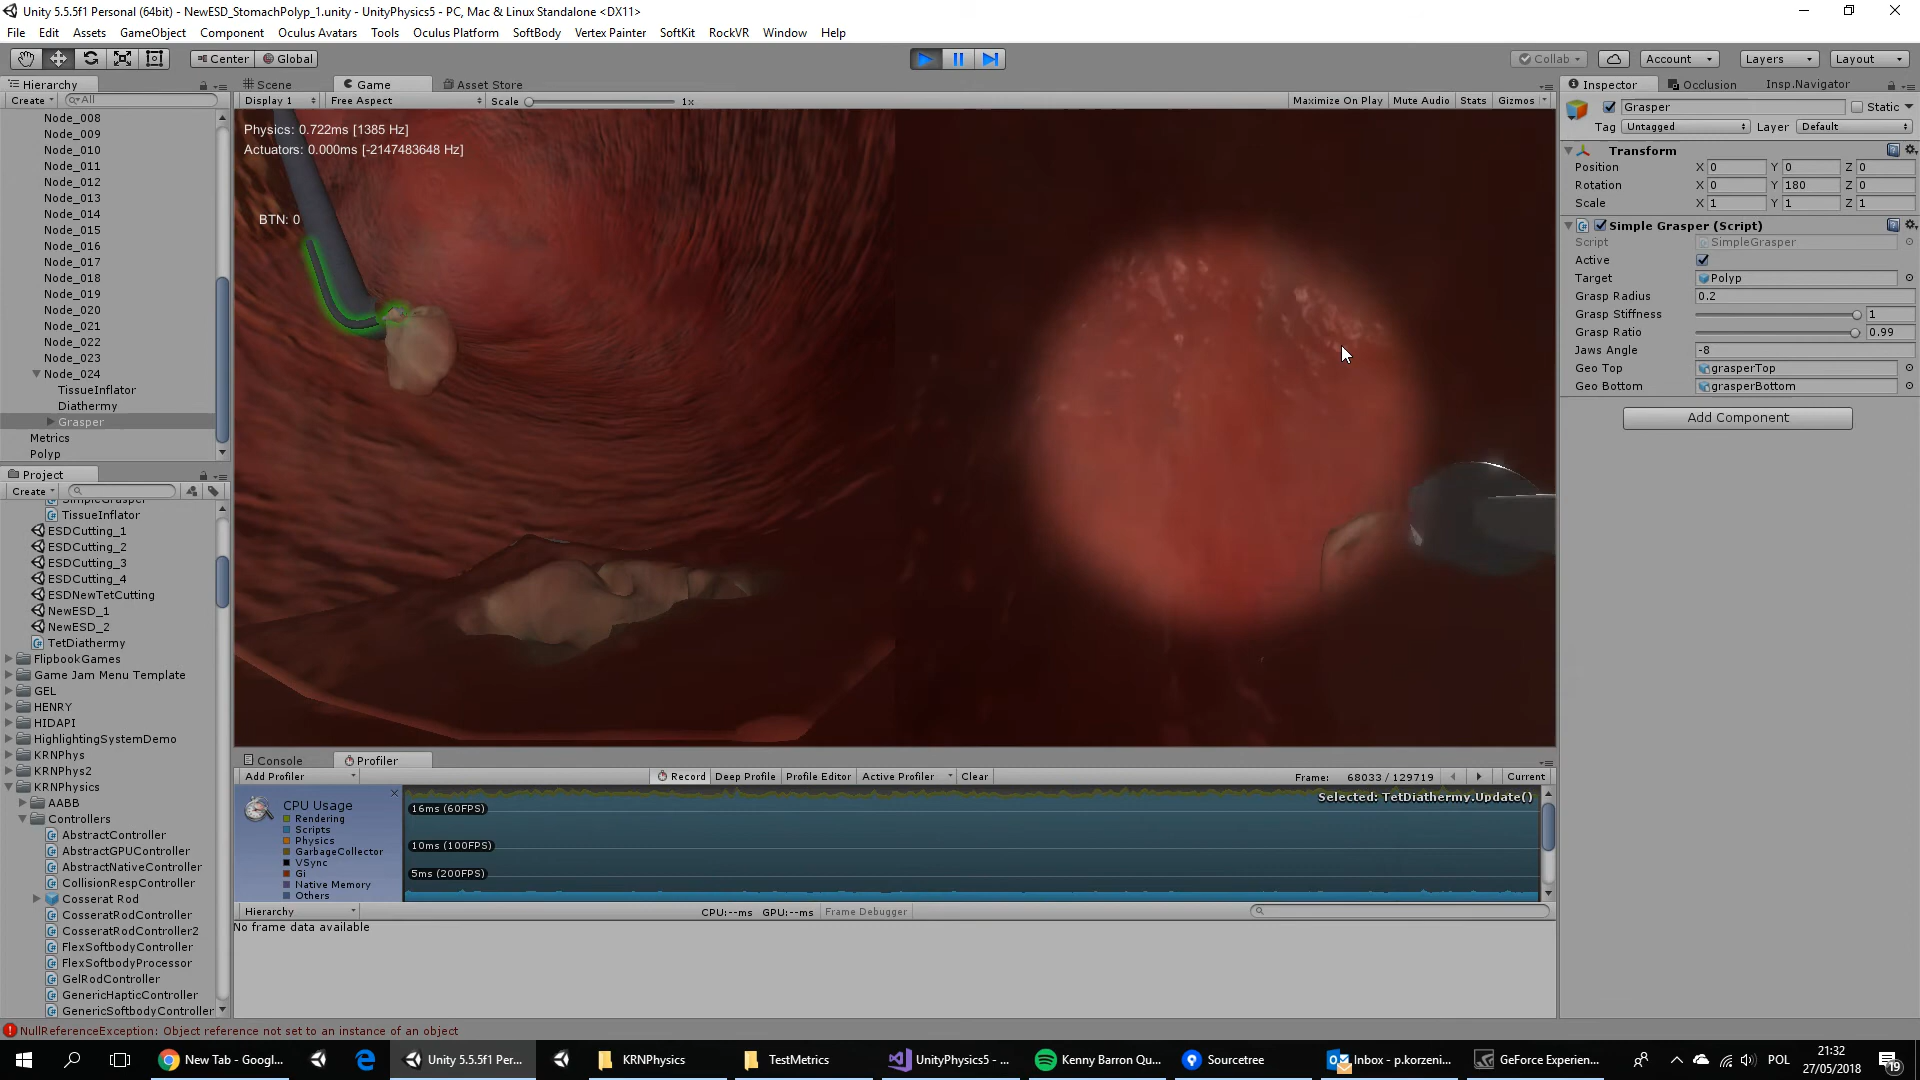 Unity 5.5.5f1 Personal (64bit) - NewESD_StomachPolyp_1.unity - UnityPhysics5 - PC, Mac & Linux Standalone <DX11>
File Edit Assets GameObject Component Oculus Avatars Tools Oculus Platform SoftBody Vertex Painter SoftKit RockVR Window Help
Center Global Collab Account Layers Layout
Hierarchy
Create All
Node_008
Node_009
Node_010
Node_011
Node_012
Node_013
Node_014
Node_015
Node_016
Node_017
Node_018
Node_019
Node_020
Node_021
Node_022
Node_023
Node_024
TissueInflator
Diathermy
Grasper
Metrics
Polyp
Project
Create
SimpleGrasper
TissueInflator
ESDCutting_1
ESDCutting_2
ESDCutting_3
ESDCutting_4
ESDNewTetCutting
NewESD_1
NewESD_2
TetDiathermy
FlipbookGames
Game Jam Menu Template
GEL
HENRY
HIDAPI
HighlightingSystemDemo
KRNPhys
KRNPhys2
KRNPhysics
AABB
Controllers
AbstractController
AbstractGPUController
AbstractNativeController
CollisionRespController
Cosserat Rod
CosseratRodController
CosseratRodController2
FlexSoftbodyController
FlexSoftbodyProcessor
GelRodController
GenericHapticController
GenericSoftbodyController
Scene Game Asset Store
Display 1 Free Aspect Scale 1x Maximize On Play Mute Audio Stats Gizmos
Physics: 0.722ms [1385 Hz]
Actuators: 0.000ms [-2147483648 Hz]
BTN: 0
Console Profiler
Add Profiler Record Deep Profile Profile Editor Active Profiler Clear Frame: 68033 / 129719 Current
CPU Usage
Rendering
Scripts
Physics
GarbageCollector
VSync
Gi
Native Memory
Others
16ms (60FPS)
10ms (100FPS)
5ms (200FPS)
Selected: TetDiathermy.Update()
Hierarchy CPU:--ms GPU:--ms Frame Debugger
No frame data available
Inspector Occlusion Insp.Navigator
Grasper Static
Tag Untagged Layer Default
Transform
Position X 0 Y 0 Z 0
Rotation X 0 Y 180 Z 0
Scale X 1 Y 1 Z 1
Simple Grasper (Script)
Script SimpleGrasper
Active
Target Polyp
Grasp Radius 0.2
Grasp Stiffness 1
Grasp Ratio 0.99
Jaws Angle -8
Geo Top grasperTop
Geo Bottom grasperBottom
Add Component
NullReferenceException: Object reference not set to an instance of an object
New Tab - Googl... Unity 5.5.5f1 Per... KRNPhysics TestMetrics UnityPhysics5 - ... Kenny Barron Qu... Sourcetree Inbox - p.korzeni... GeForce Experien... POL
21:32
27/05/2018
19